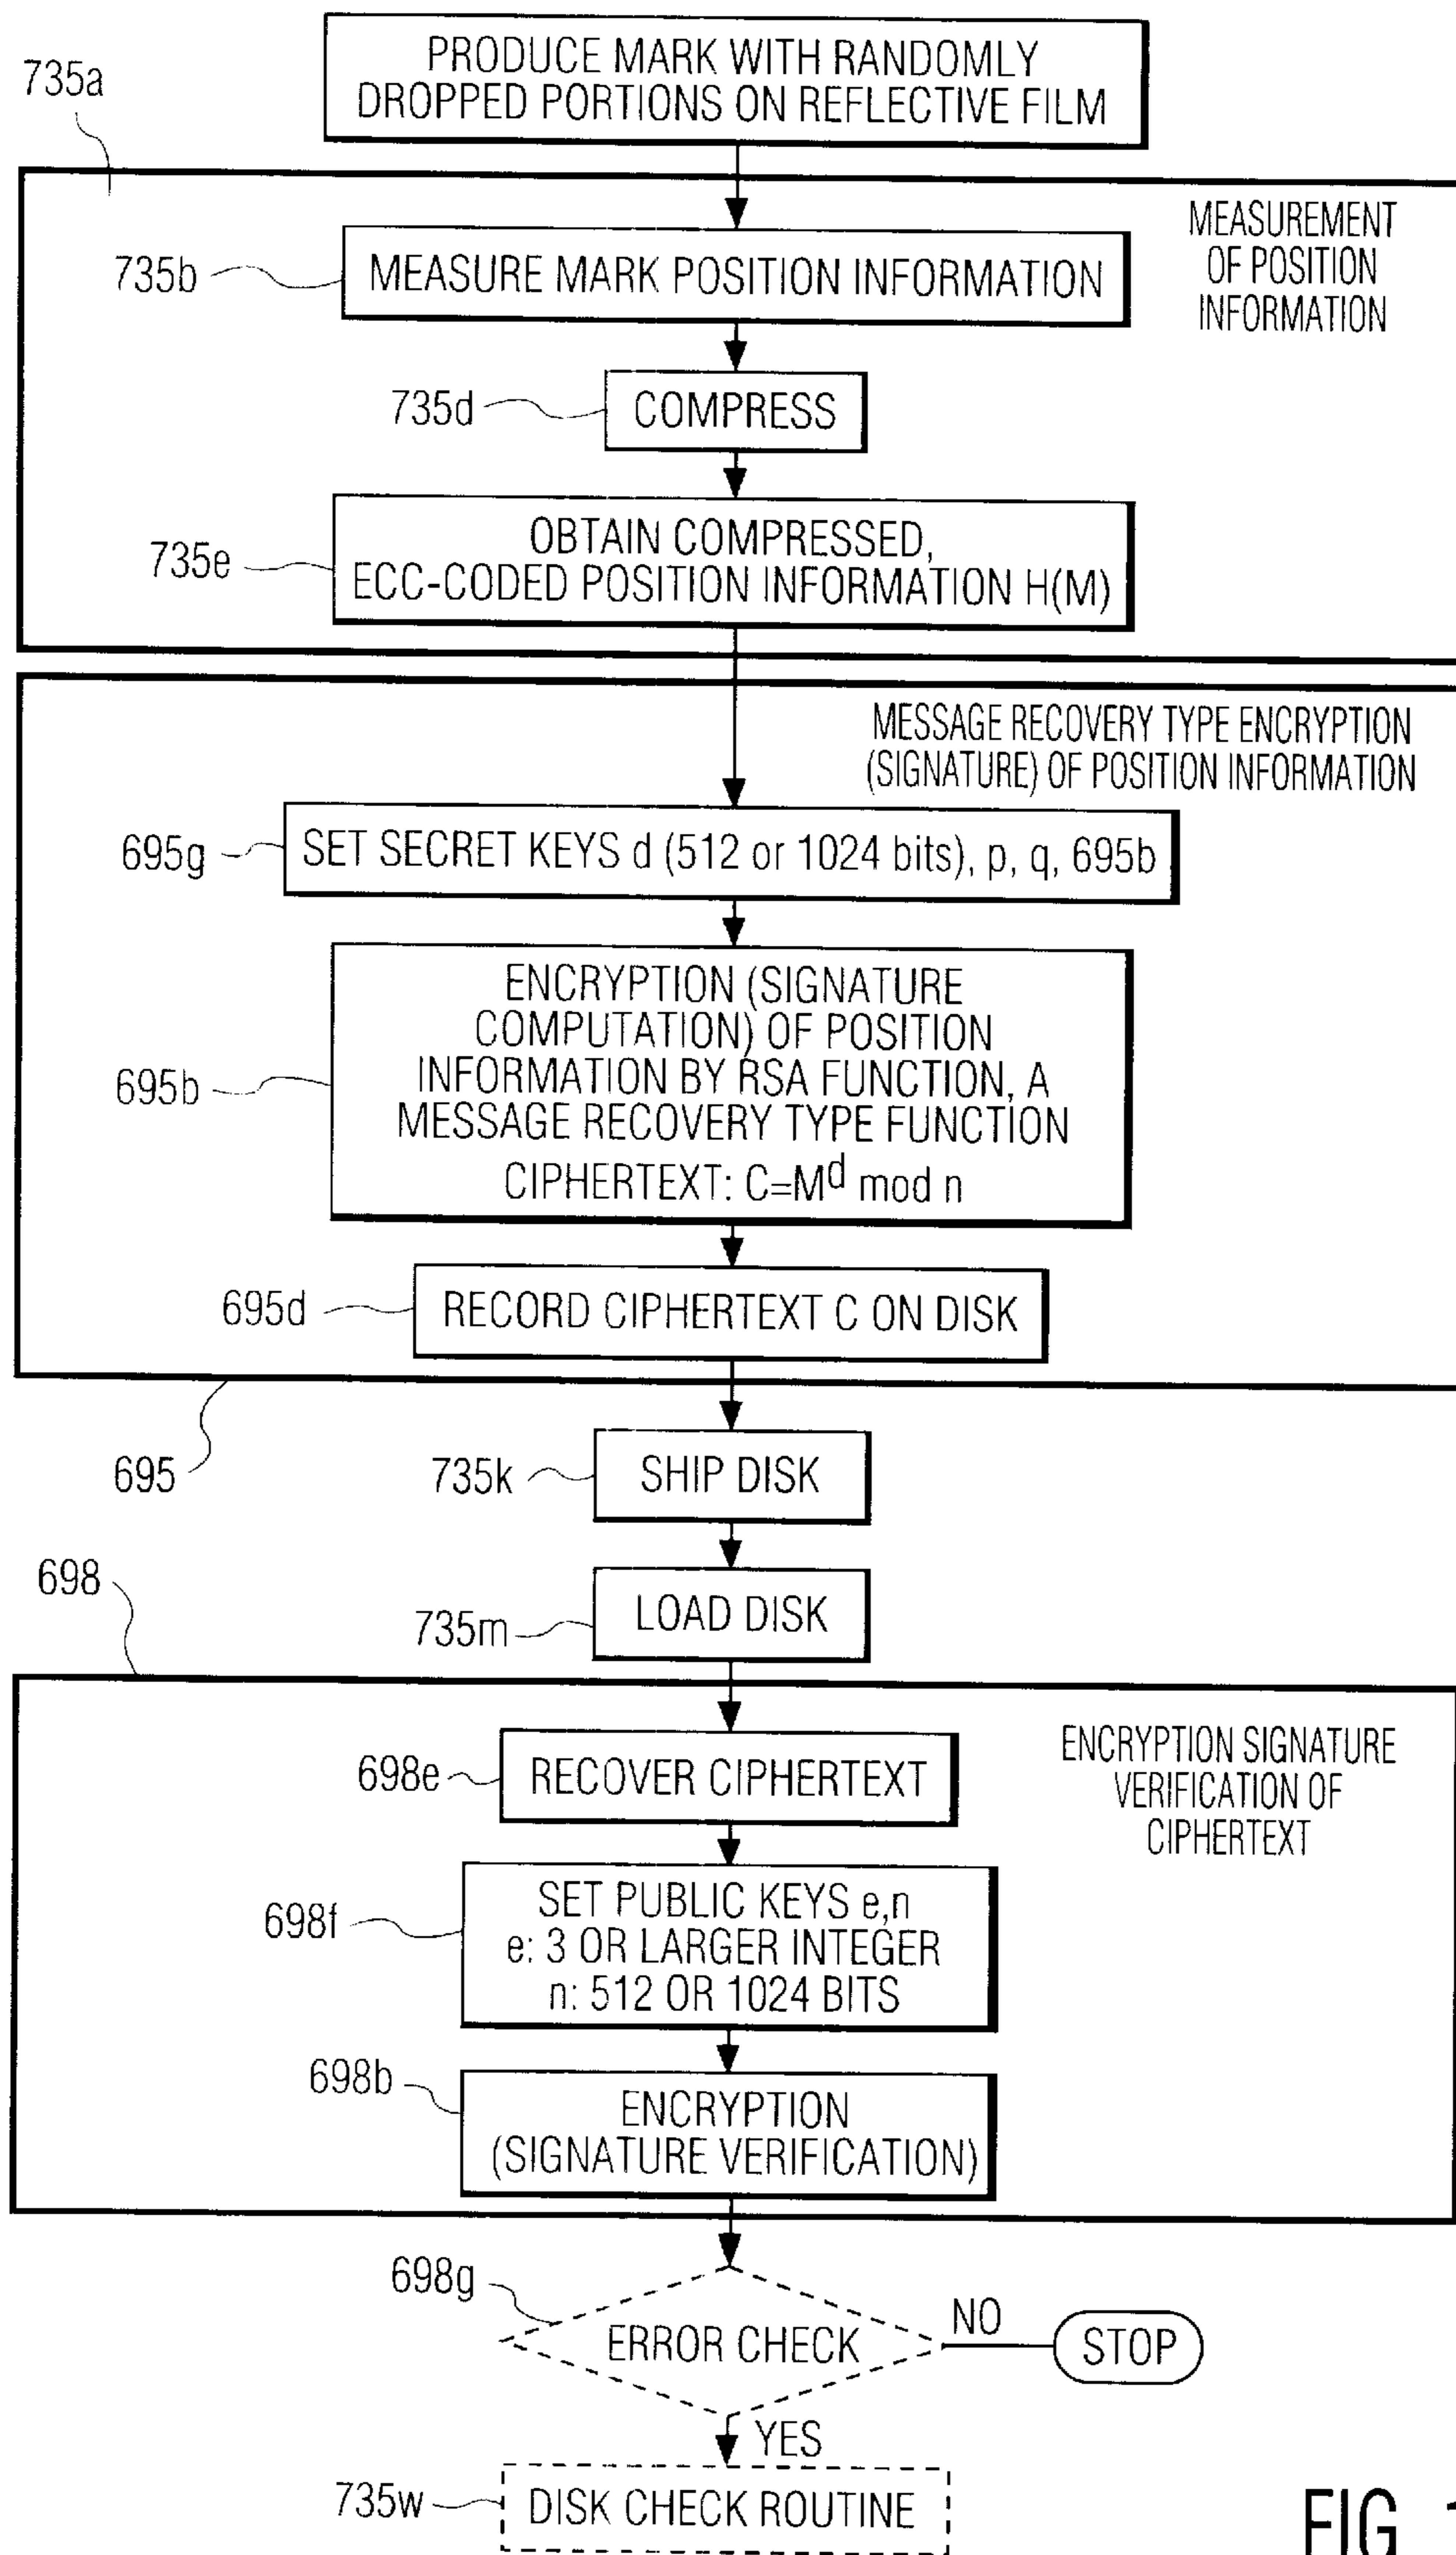 PRODUCE MARK WITH RANDOMLY
DROPPED PORTIONS ON REFLECTIVE FILM
735a
MEASUREMENT
OF POSITION
INFORMATION
735b
MEASURE MARK POSITION INFORMATION
735d
COMPRESS
735e
OBTAIN COMPRESSED,
ECC-CODED POSITION INFORMATION H(M)
MESSAGE RECOVERY TYPE ENCRYPTION
(SIGNATURE) OF POSITION INFORMATION
695g
SET SECRET KEYS d (512 or 1024 bits), p, q, 695b
695b
ENCRYPTION (SIGNATURE
COMPUTATION) OF POSITION
INFORMATION BY RSA FUNCTION, A
MESSAGE RECOVERY TYPE FUNCTION
CIPHERTEXT: C=M^d mod n
695d
RECORD CIPHERTEXT C ON DISK
695
735k
SHIP DISK
698
735m
LOAD DISK
ENCRYPTION SIGNATURE
VERIFICATION OF
CIPHERTEXT
698e
RECOVER CIPHERTEXT
698f
SET PUBLIC KEYS e,n
e: 3 OR LARGER INTEGER
n: 512 OR 1024 BITS
698b
ENCRYPTION
(SIGNATURE VERIFICATION)
698g
ERROR CHECK
NO
STOP
YES
735w
DISK CHECK ROUTINE
FIG